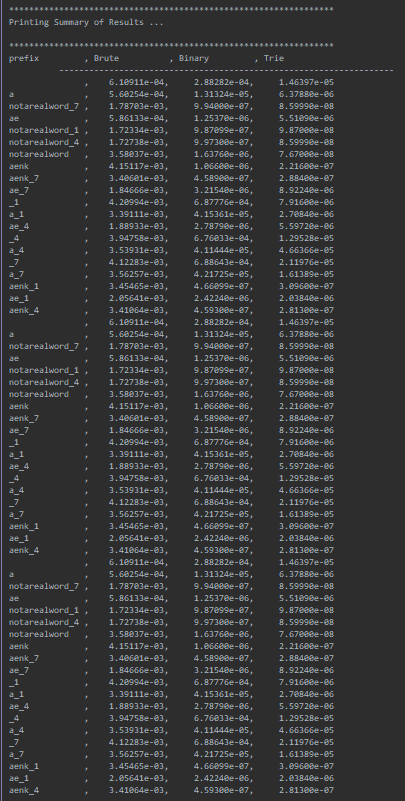 *****************************************************************
Printing Summary of Results ...
*****************************************************************
prefix , Brute , Binary , Trie
-------------------------------------------------------------------
, 6.10911e-04, 2.88282e-04, 1.46397e-05
a , 5.60254e-04, 1.31324e-05, 6.37880e-06
notarealword_7 , 1.78703e-03, 9.94000e-07, 8.59990e-08
ae , 5.86133e-04, 1.25370e-06, 5.51090e-06
notarealword_1 , 1.72334e-03, 9.87099e-07, 9.87000e-08
notarealword_4 , 1.72738e-03, 9.97300e-07, 8.59990e-08
notarealword , 3.58037e-03, 1.63760e-06, 7.67000e-08
aenk , 4.15117e-03, 1.06600e-06, 2.21600e-07
aenk_7 , 3.40601e-03, 4.58900e-07, 2.88400e-07
ae_7 , 1.84666e-03, 3.21540e-06, 8.92240e-06
_1 , 4.20994e-03, 6.87776e-04, 7.91600e-06
a_1 , 3.39111e-03, 4.15361e-05, 2.70840e-06
ae_4 , 1.88933e-03, 2.78790e-06, 5.59720e-06
_4 , 3.94758e-03, 6.76033e-04, 1.29528e-05
a_4 , 3.53931e-03, 4.11444e-05, 4.66366e-05
_7 , 4.12283e-03, 6.88643e-04, 2.11976e-05
a_7 , 3.56257e-03, 4.21725e-05, 1.61389e-05
aenk_1 , 3.45465e-03, 4.66099e-07, 3.09600e-07
ae_1 , 2.05641e-03, 2.42240e-06, 2.03840e-06
aenk_4 , 3.41064e-03, 4.59300e-07, 2.81300e-07
, 6.10911e-04, 2.88282e-04, 1.46397e-05
a , 5.60254e-04, 1.31324e-05, 6.37880e-06
notarealword_7 , 1.78703e-03, 9.94000e-07, 8.59990e-08
ae , 5.86133e-04, 1.25370e-06, 5.51090e-06
notarealword_1 , 1.72334e-03, 9.87099e-07, 9.87000e-08
notarealword_4 , 1.72738e-03, 9.97300e-07, 8.59990e-08
notarealword , 3.58037e-03, 1.63760e-06, 7.67000e-08
aenk , 4.15117e-03, 1.06600e-06, 2.21600e-07
aenk_7 , 3.40601e-03, 4.58900e-07, 2.88400e-07
ae_7 , 1.84666e-03, 3.21540e-06, 8.92240e-06
_1 , 4.20994e-03, 6.87776e-04, 7.91600e-06
a_1 , 3.39111e-03, 4.15361e-05, 2.70840e-06
ae_4 , 1.88933e-03, 2.78790e-06, 5.59720e-06
_4 , 3.94758e-03, 6.76033e-04, 1.29528e-05
a_4 , 3.53931e-03, 4.11444e-05, 4.66366e-05
_7 , 4.12283e-03, 6.88643e-04, 2.11976e-05
a_7 , 3.56257e-03, 4.21725e-05, 1.61389e-05
aenk_1 , 3.45465e-03, 4.66099e-07, 3.09600e-07
ae_1 , 2.05641e-03, 2.42240e-06, 2.03840e-06
aenk_4 , 3.41064e-03, 4.59300e-07, 2.81300e-07
, 6.10911e-04, 2.88282e-04, 1.46397e-05
a , 5.60254e-04, 1.31324e-05, 6.37880e-06
notarealword_7 , 1.78703e-03, 9.94000e-07, 8.59990e-08
ae , 5.86133e-04, 1.25370e-06, 5.51090e-06
notarealword_1 , 1.72334e-03, 9.87099e-07, 9.87000e-08
notarealword_4 , 1.72738e-03, 9.97300e-07, 8.59990e-08
notarealword , 3.58037e-03, 1.63760e-06, 7.67000e-08
aenk , 4.15117e-03, 1.06600e-06, 2.21600e-07
aenk_7 , 3.40601e-03, 4.58900e-07, 2.88400e-07
ae_7 , 1.84666e-03, 3.21540e-06, 8.92240e-06
_1 , 4.20994e-03, 6.87776e-04, 7.91600e-06
a_1 , 3.39111e-03, 4.15361e-05, 2.70840e-06
ae_4 , 1.88933e-03, 2.78790e-06, 5.59720e-06
_4 , 3.94758e-03, 6.76033e-04, 1.29528e-05
a_4 , 3.53931e-03, 4.11444e-05, 4.66366e-05
_7 , 4.12283e-03, 6.88643e-04, 2.11976e-05
a_7 , 3.56257e-03, 4.21725e-05, 1.61389e-05
aenk_1 , 3.45465e-03, 4.66099e-07, 3.09600e-07
ae_1 , 2.05641e-03, 2.42240e-06, 2.03840e-06
aenk_4 , 3.41064e-03, 4.59300e-07, 2.81300e-07